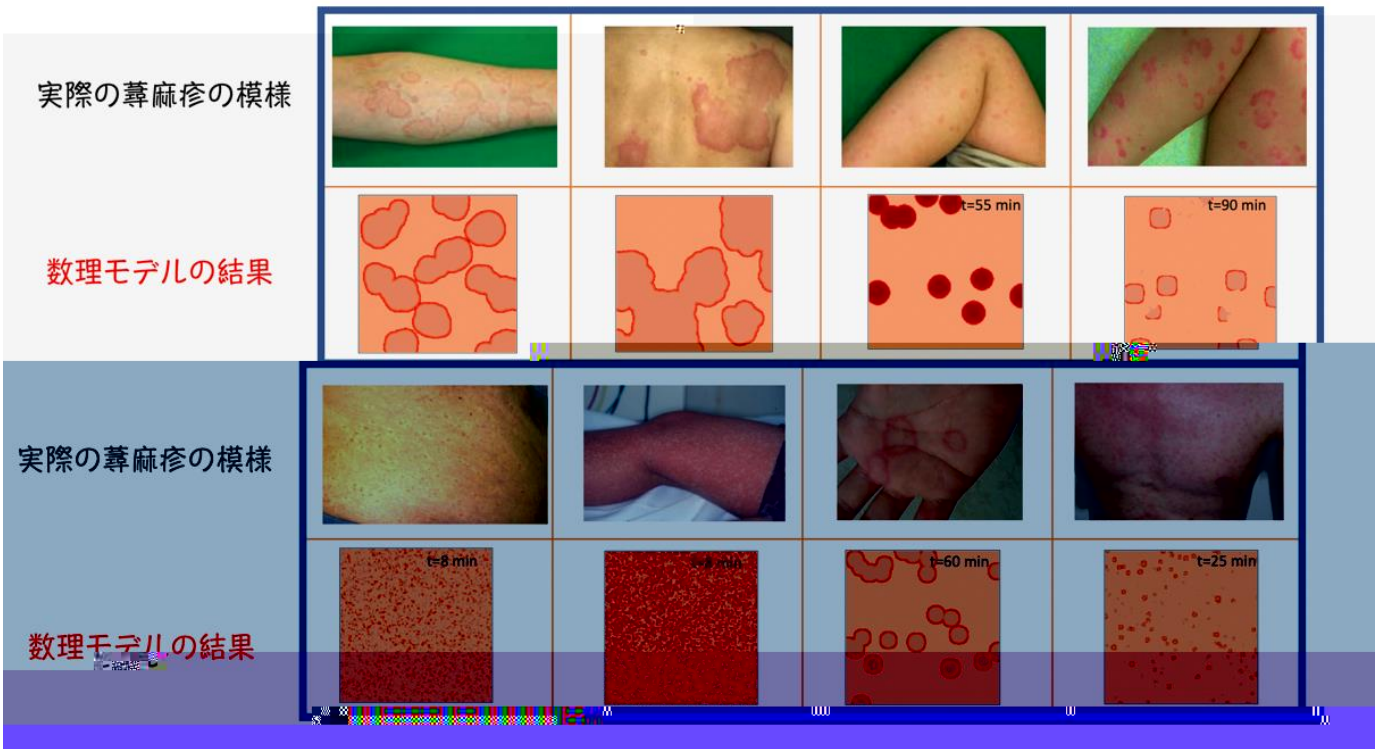 実際の蕁麻疹の模様
数理モデルの結果
t=55 min
t=90 min
実際の蕁麻疹の模様
数理モデルの結果
t=8 min
t=8 min
t=60 min
t=25 min